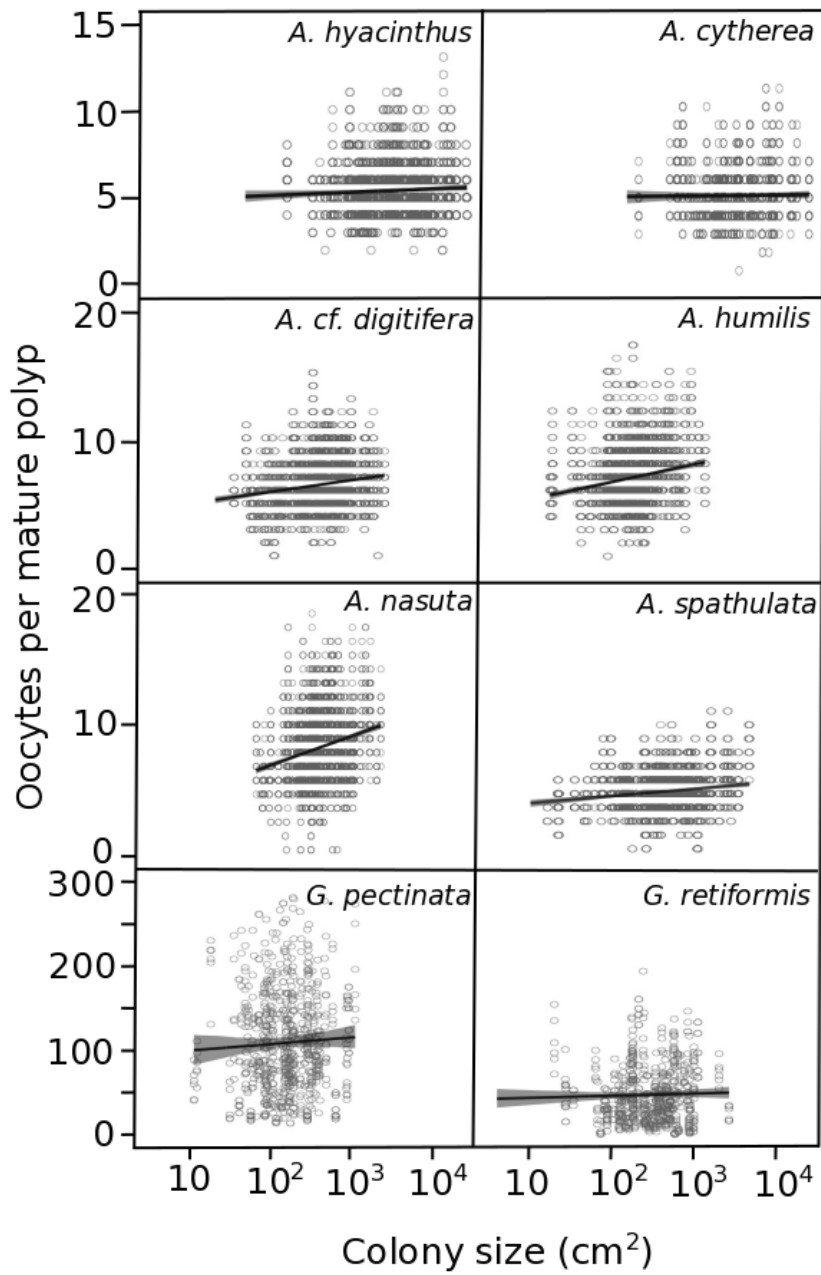 15
A. hyacinthus
A. cytherea
10
5
0
20
A. cf. digitifera
A. humilis
10
0
20
A. nasuta
A. spathulata
10
0
300
G. pectinata
G. retiformis
200
100
0
Oocytes per mature polyp
10 10² 10³ 10⁴ 10 10² 10³ 10⁴
Colony size (cm²)